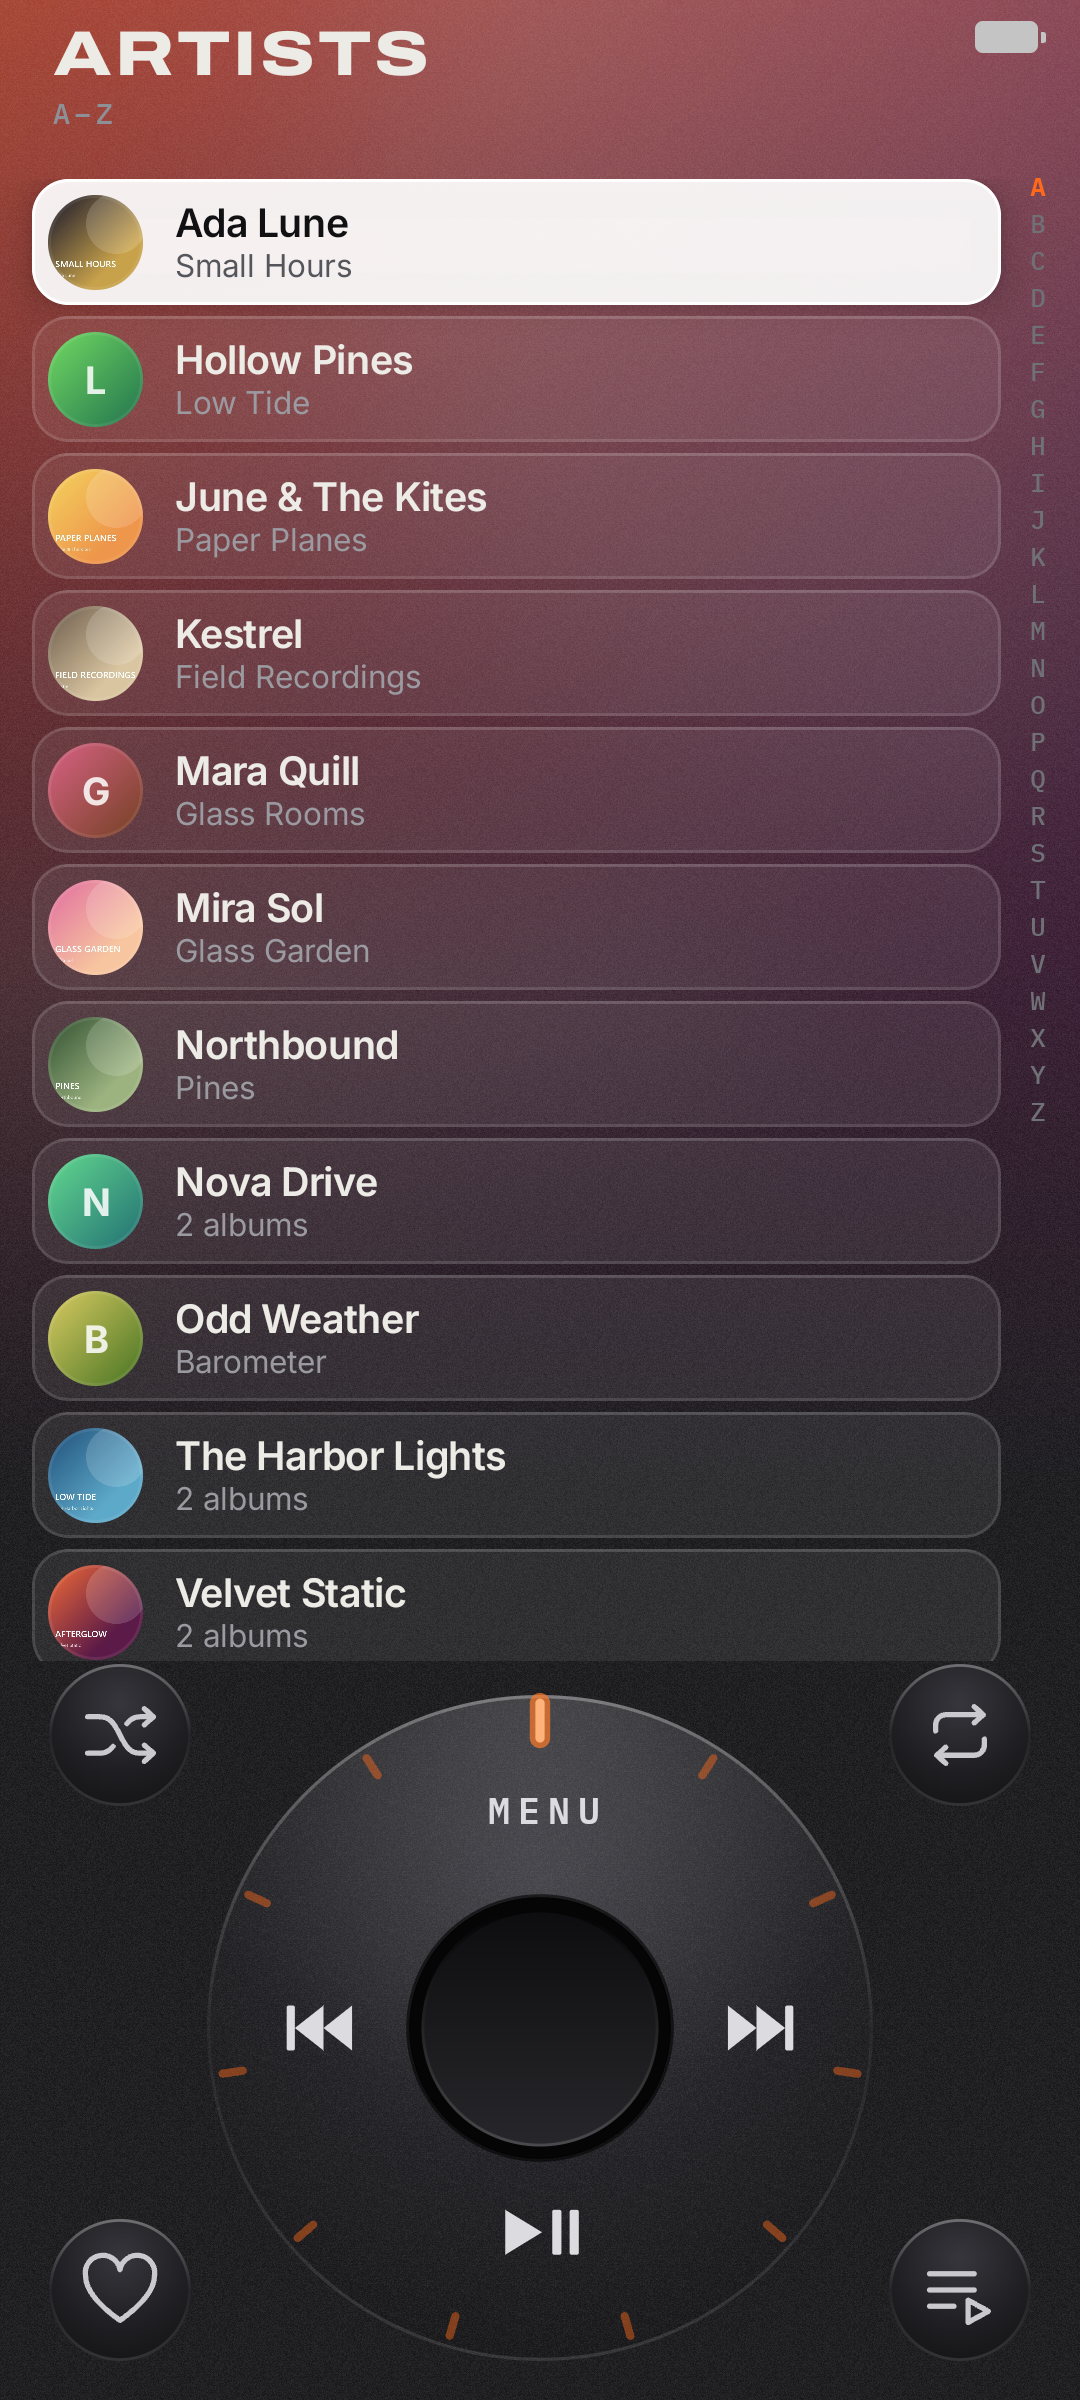 ARTISTS
A–Z
SMALL HOURS
Ada Lune
Small Hours
L
Hollow Pines
Low Tide
PAPER PLANES
June & The Kites
Paper Planes
FIELD RECORDINGS
Kestrel
Field Recordings
G
Mara Quill
Glass Rooms
GLASS GARDEN
Mira Sol
Glass Garden
PINES
Northbound
Pines
N
Nova Drive
2 albums
B
Odd Weather
Barometer
LOW TIDE
The Harbor Lights
2 albums
AFTERGLOW
Velvet Static
2 albums
A
B
C
D
E
F
G
H
I
J
K
L
M
N
O
P
Q
R
S
T
U
V
W
X
Y
Z
MENU